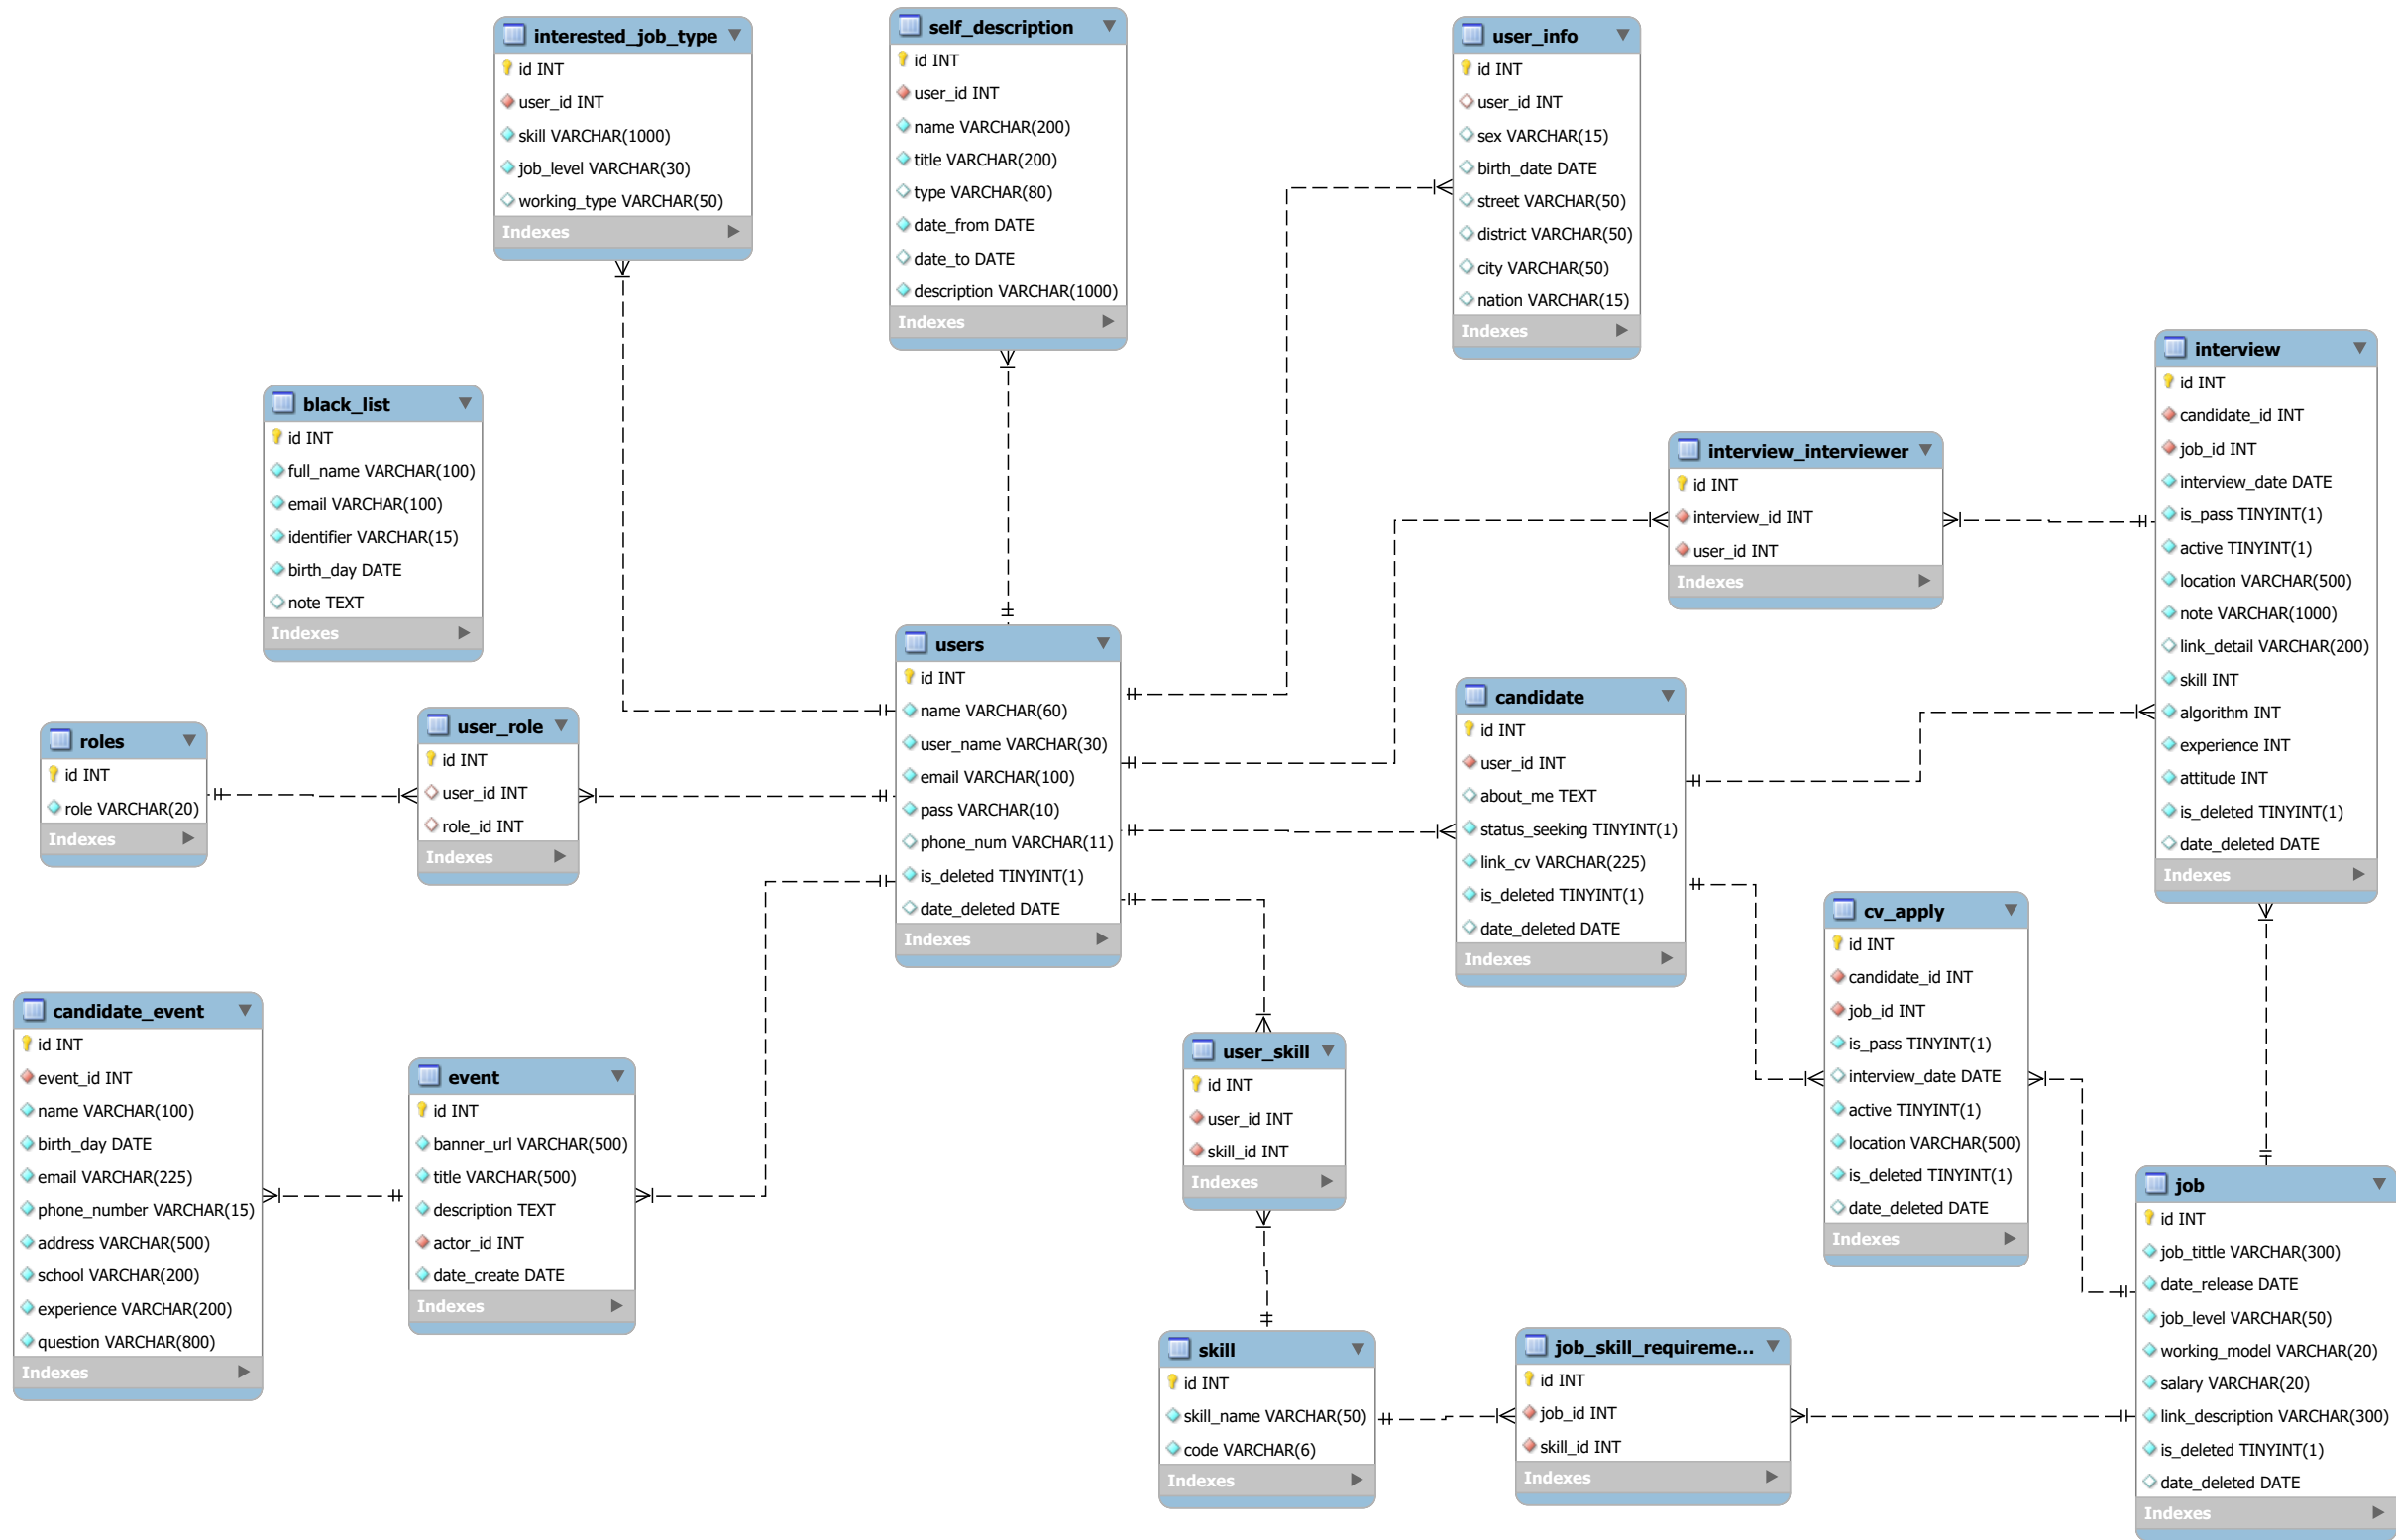 interested_job_type
id INT
user_id INT
skill VARCHAR(1000)
job_level VARCHAR(30)
working_type VARCHAR(50)
Indexes
self_description
id INT
user_id INT
name VARCHAR(200)
title VARCHAR(200)
type VARCHAR(80)
date_from DATE
date_to DATE
description VARCHAR(1000)
Indexes
user_info
id INT
user_id INT
sex VARCHAR(15)
birth_date DATE
street VARCHAR(50)
district VARCHAR(50)
city VARCHAR(50)
nation VARCHAR(15)
Indexes
interview
id INT
candidate_id INT
job_id INT
interview_date DATE
is_pass TINYINT(1)
active TINYINT(1)
location VARCHAR(500)
note VARCHAR(1000)
link_detail VARCHAR(200)
skill INT
algorithm INT
experience INT
attitude INT
is_deleted TINYINT(1)
date_deleted DATE
Indexes
black_list
id INT
full_name VARCHAR(100)
email VARCHAR(100)
identifier VARCHAR(15)
birth_day DATE
note TEXT
Indexes
interview_interviewer
id INT
interview_id INT
user_id INT
Indexes
users
id INT
name VARCHAR(60)
user_name VARCHAR(30)
email VARCHAR(100)
pass VARCHAR(10)
phone_num VARCHAR(11)
is_deleted TINYINT(1)
date_deleted DATE
Indexes
candidate
id INT
user_id INT
about_me TEXT
status_seeking TINYINT(1)
link_cv VARCHAR(225)
is_deleted TINYINT(1)
date_deleted DATE
Indexes
roles
id INT
role VARCHAR(20)
Indexes
user_role
id INT
user_id INT
role_id INT
Indexes
cv_apply
id INT
candidate_id INT
job_id INT
is_pass TINYINT(1)
interview_date DATE
active TINYINT(1)
location VARCHAR(500)
is_deleted TINYINT(1)
date_deleted DATE
Indexes
candidate_event
id INT
event_id INT
name VARCHAR(100)
birth_day DATE
email VARCHAR(225)
phone_number VARCHAR(15)
address VARCHAR(500)
school VARCHAR(200)
experience VARCHAR(200)
question VARCHAR(800)
Indexes
event
id INT
banner_url VARCHAR(500)
title VARCHAR(500)
description TEXT
actor_id INT
date_create DATE
Indexes
user_skill
id INT
user_id INT
skill_id INT
Indexes
job
id INT
job_tittle VARCHAR(300)
date_release DATE
job_level VARCHAR(50)
working_model VARCHAR(20)
salary VARCHAR(20)
link_description VARCHAR(300)
is_deleted TINYINT(1)
date_deleted DATE
Indexes
skill
id INT
skill_name VARCHAR(50)
code VARCHAR(6)
Indexes
job_skill_requireme...
id INT
job_id INT
skill_id INT
Indexes